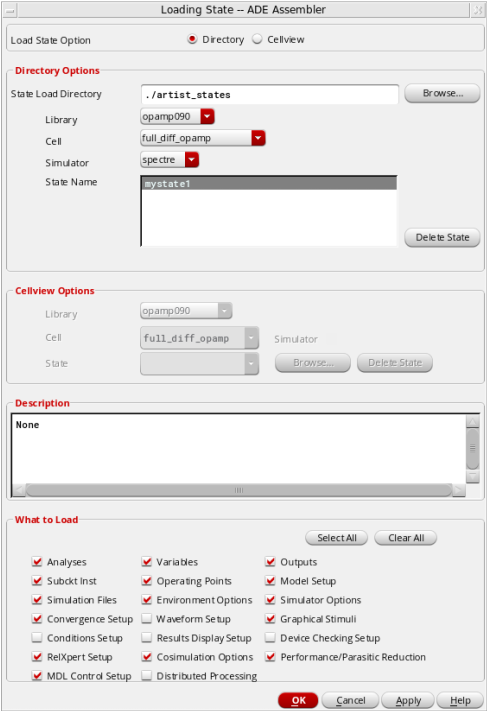 Loading State -- ADE Assembler
Load State Option Directory Cellview
Directory Options
State Load Directory ./artist_states Browse...
Library opamp090
Cell full_diff_opamp
Simulator spectre
State Name mystate1
Delete State
Cellview Options
Library opamp090
Cell full_diff_opamp Simulator
State Browse... Delete State
Description
None
What to Load
Select All Clear All
Analyses Variables Outputs
Subckt Inst Operating Points Model Setup
Simulation Files Environment Options Simulator Options
Convergence Setup Waveform Setup Graphical Stimuli
Conditions Setup Results Display Setup Device Checking Setup
RelXpert Setup Cosimulation Options Performance/Parasitic Reduction
MDL Control Setup Distributed Processing
OK Cancel Apply Help